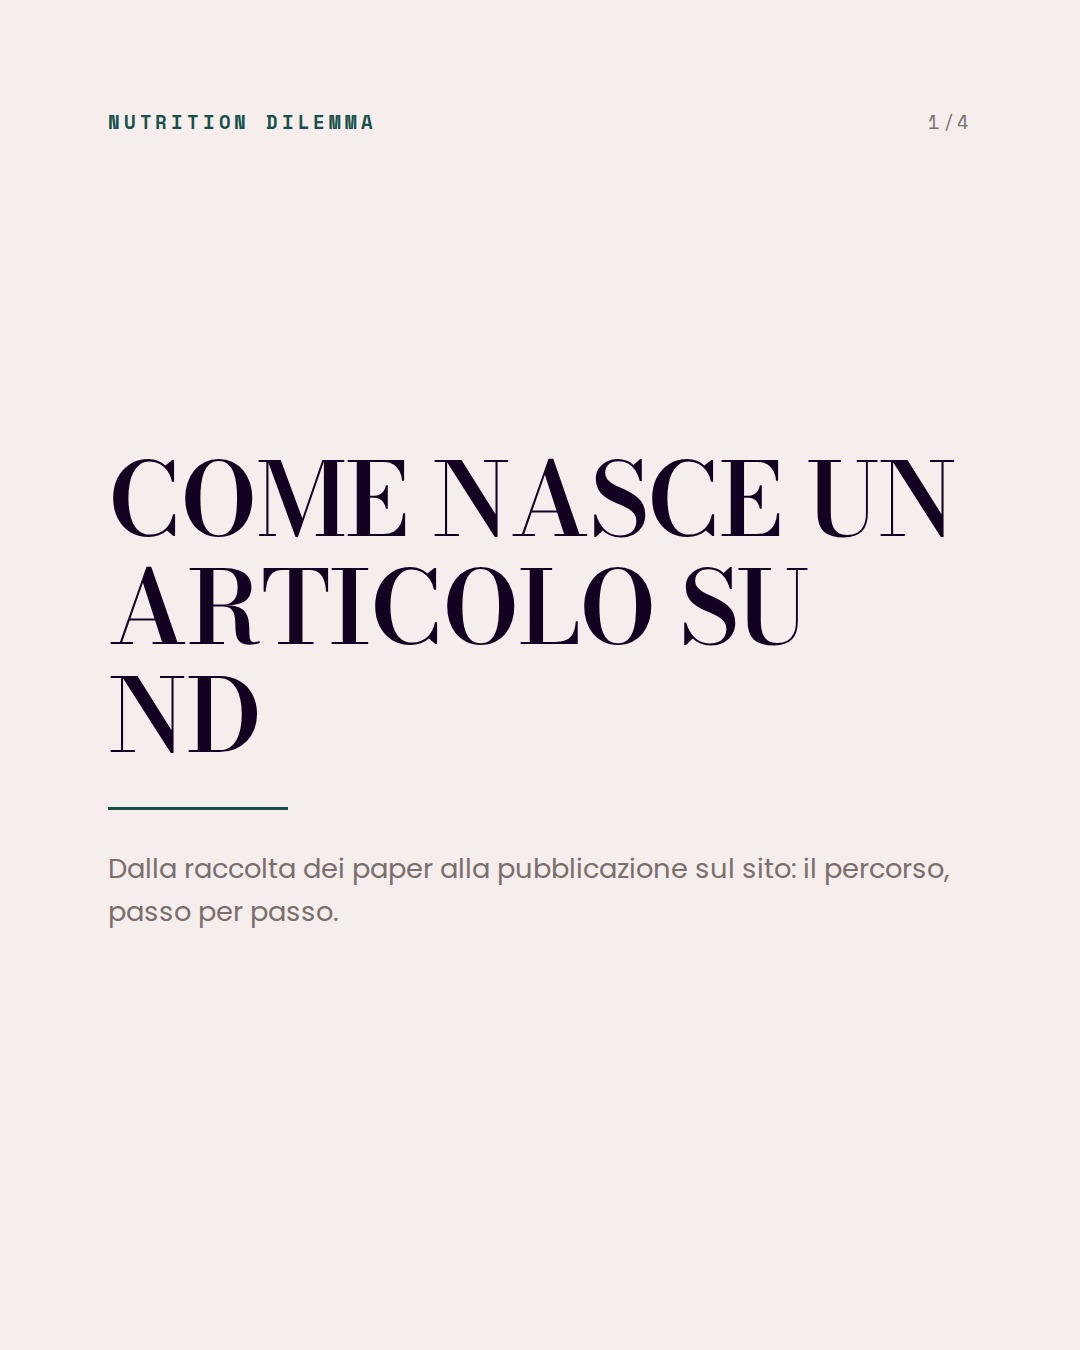 NUTRITION DILEMMA
1/4
COME NASCE UN
ARTICOLO SU
ND
Dalla raccolta dei paper alla pubblicazione sul sito: il percorso,
passo per passo.